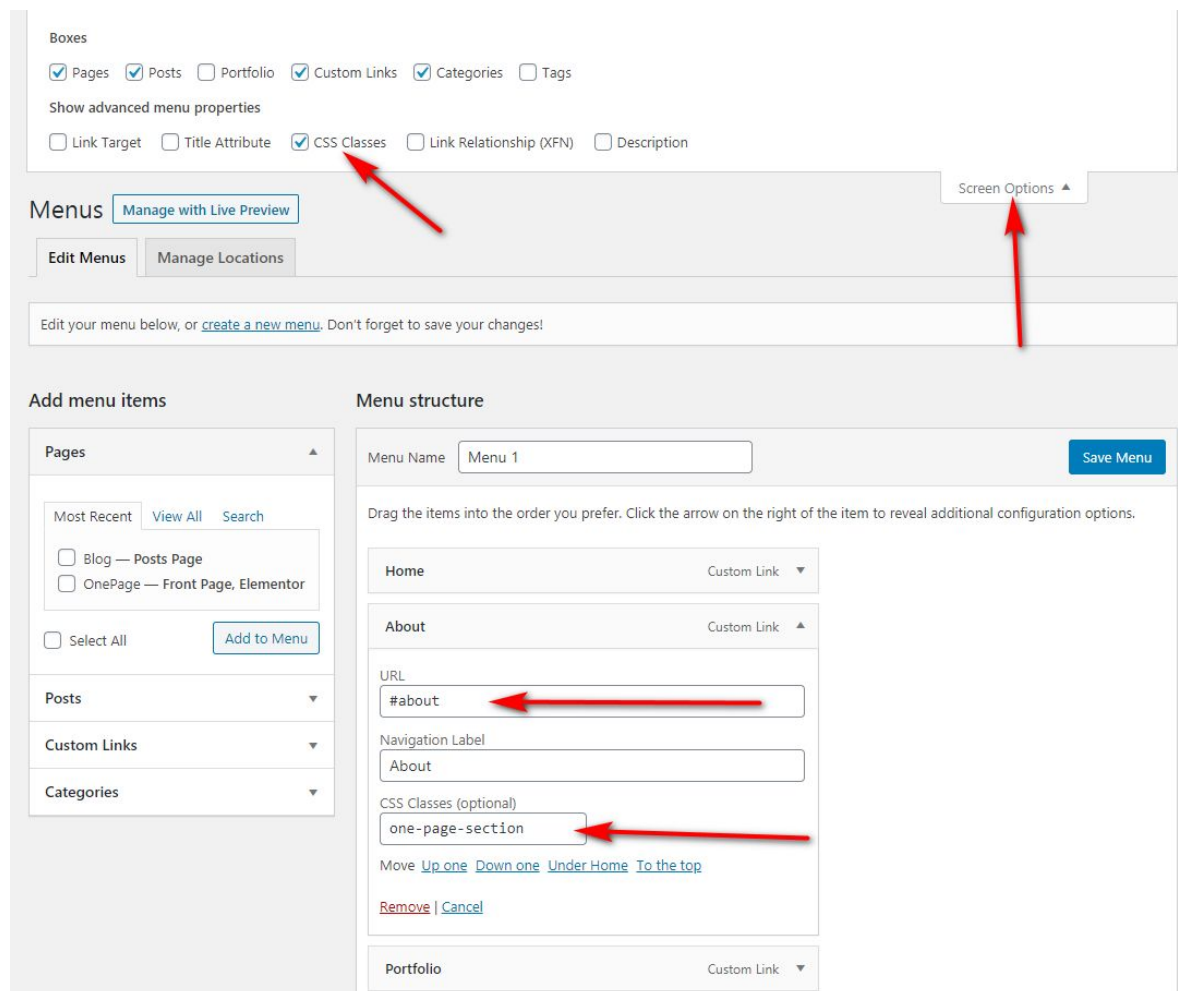 Boxes
Pages Posts Portfolio Custom Links Categories Tags
Show advanced menu properties
Link Target Title Attribute CSS Classes Link Relationship (XFN) Description
Screen Options
Menus Manage with Live Preview
Edit Menus Manage Locations
Edit your menu below, or create a new menu. Don't forget to save your changes!
Add menu items
Pages
Most Recent View All Search
Blog — Posts Page
OnePage — Front Page, Elementor
Select All Add to Menu
Posts
Custom Links
Categories
Menu structure
Menu Name Menu 1 Save Menu
Drag the items into the order you prefer. Click the arrow on the right of the item to reveal additional configuration options.
Home Custom Link
About Custom Link
URL
#about
Navigation Label
About
CSS Classes (optional)
one-page-section
Move Up one Down one Under Home To the top
Remove | Cancel
Portfolio Custom Link